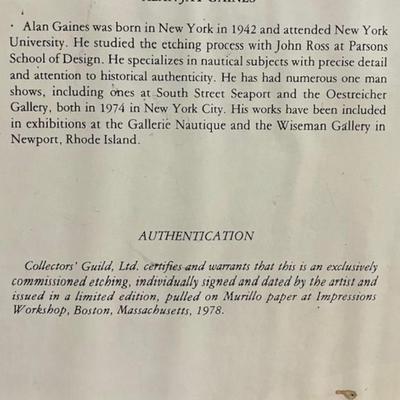 ALAN JAY GAINES
· Alan Gaines was born in New York in 1942 and attended New York
University. He studied the etching process with John Ross at Parsons
School of Design. He specializes in nautical subjects with precise detail
and attention to historical authenticity. He has had numerous one man
shows, including ones at South Street Seaport and the Oestreicher
Gallery, both in 1974 in New York City. His works have been included
in exhibitions at the Gallerie Nautique and the Wiseman Gallery in
Newport, Rhode Island.
AUTHENTICATION
Collectors' Guild, Ltd. certifies and warrants that this is an exclusively
commissioned etching, individually signed and dated by the artist and
issued in a limited edition, pulled on Murillo paper at Impressions
Workshop, Boston, Massachusetts, 1978.